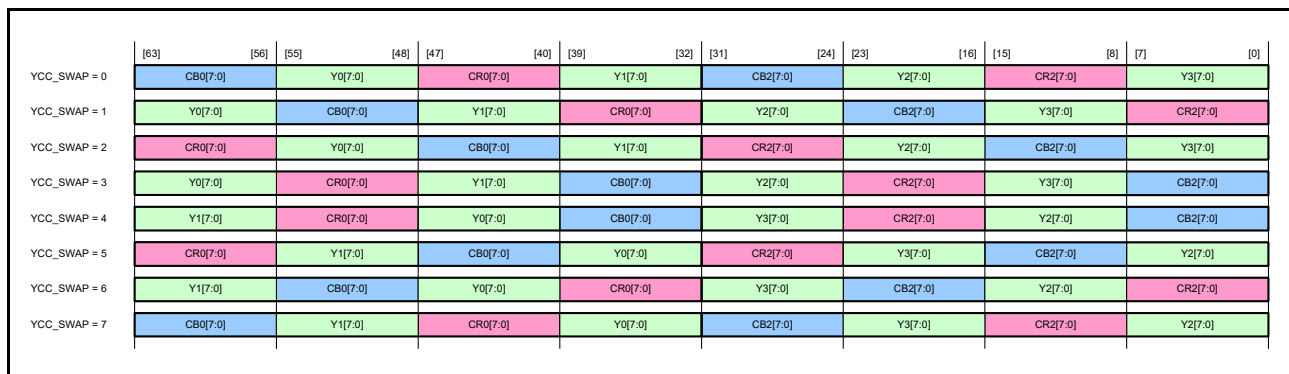 [63] [56] [55] [48] [47] [40] [39] [32] [31] [24] [23] [16] [15] [8] [7] [0]
YCC_SWAP = 0 CB0[7:0] Y0[7:0] CR0[7:0] Y1[7:0] CB2[7:0] Y2[7:0] CR2[7:0] Y3[7:0]
YCC_SWAP = 1 Y0[7:0] CB0[7:0] Y1[7:0] CR0[7:0] Y2[7:0] CB2[7:0] Y3[7:0] CR2[7:0]
YCC_SWAP = 2 CR0[7:0] Y0[7:0] CB0[7:0] Y1[7:0] CR2[7:0] Y2[7:0] CB2[7:0] Y3[7:0]
YCC_SWAP = 3 Y0[7:0] CR0[7:0] Y1[7:0] CB0[7:0] Y2[7:0] CR2[7:0] Y3[7:0] CB2[7:0]
YCC_SWAP = 4 Y1[7:0] CR0[7:0] Y0[7:0] CB0[7:0] Y3[7:0] CR2[7:0] Y2[7:0] CB2[7:0]
YCC_SWAP = 5 CR0[7:0] Y1[7:0] CB0[7:0] Y0[7:0] CR2[7:0] Y3[7:0] CB2[7:0] Y2[7:0]
YCC_SWAP = 6 Y1[7:0] CB0[7:0] Y0[7:0] CR0[7:0] Y3[7:0] CB2[7:0] Y2[7:0] CR2[7:0]
YCC_SWAP = 7 CB0[7:0] Y1[7:0] CR0[7:0] Y0[7:0] CB2[7:0] Y3[7:0] CR2[7:0] Y2[7:0]